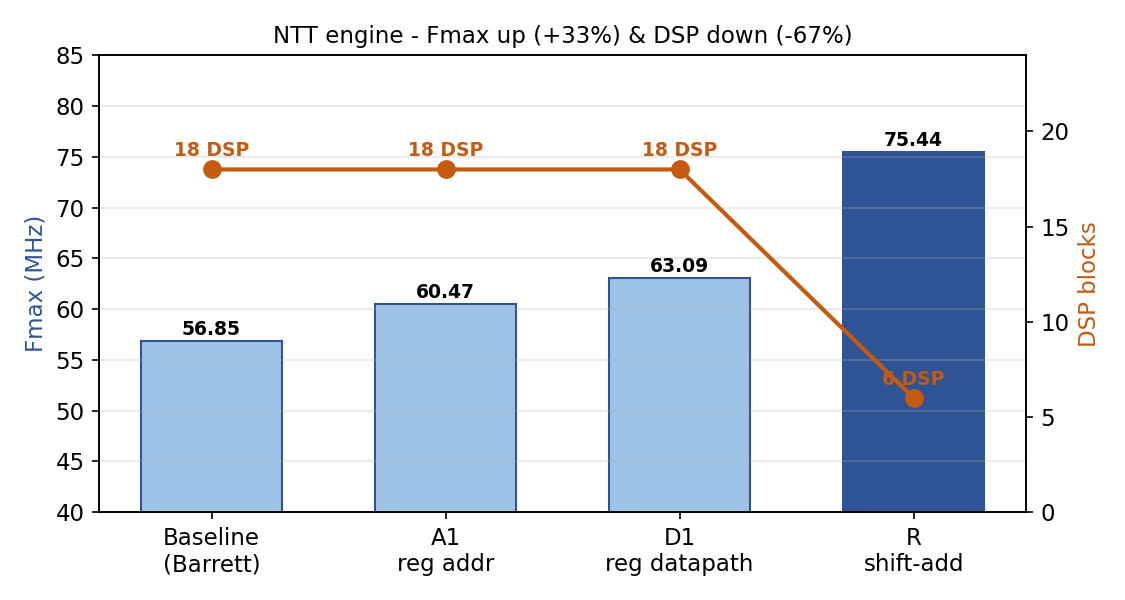 NTT engine - Fmax up (+33%) & DSP down (-67%)
85
80
75
70
65
60
55
50
45
40
Fmax (MHz)
18 DSP
18 DSP
18 DSP
6 DSP
56.85
60.47
63.09
75.44
20
15
10
5
0
DSP blocks
Baseline
(Barrett)
A1
reg addr
D1
reg datapath
R
shift-add